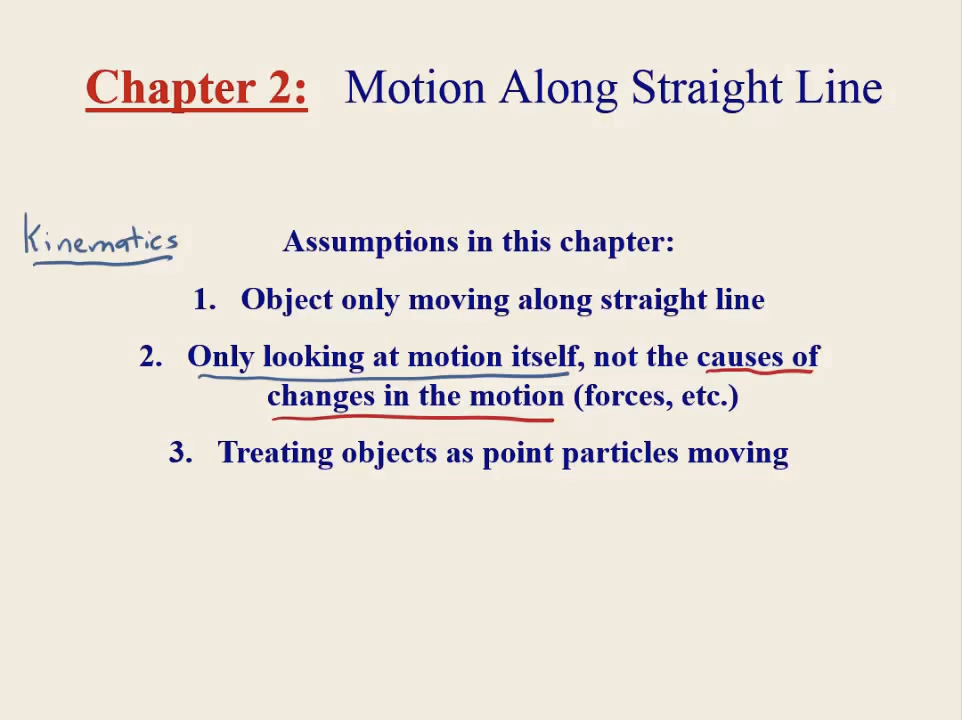 Chapter 2: Motion Along Straight Line
Kinematics
Assumptions in this chapter:
1. Object only moving along straight line
2. Only looking at motion itself, not the causes of
changes in the motion (forces, etc.)
3. Treating objects as point particles moving